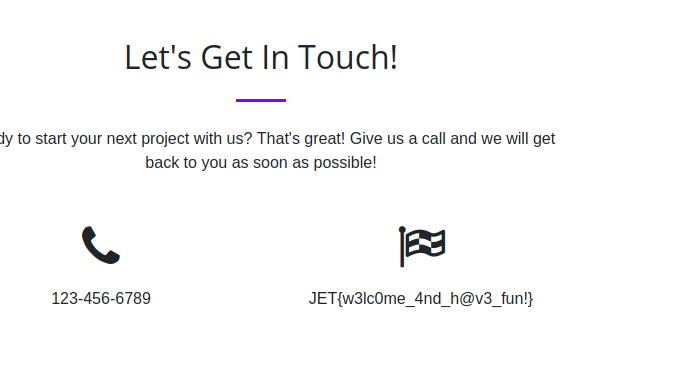 Let's Get In Touch!
to start your next project with us? That's great! Give us a call and we will get
back to you as soon as possible!
123-456-6789
JET{w3lc0me_4nd_h@v3_fun!}